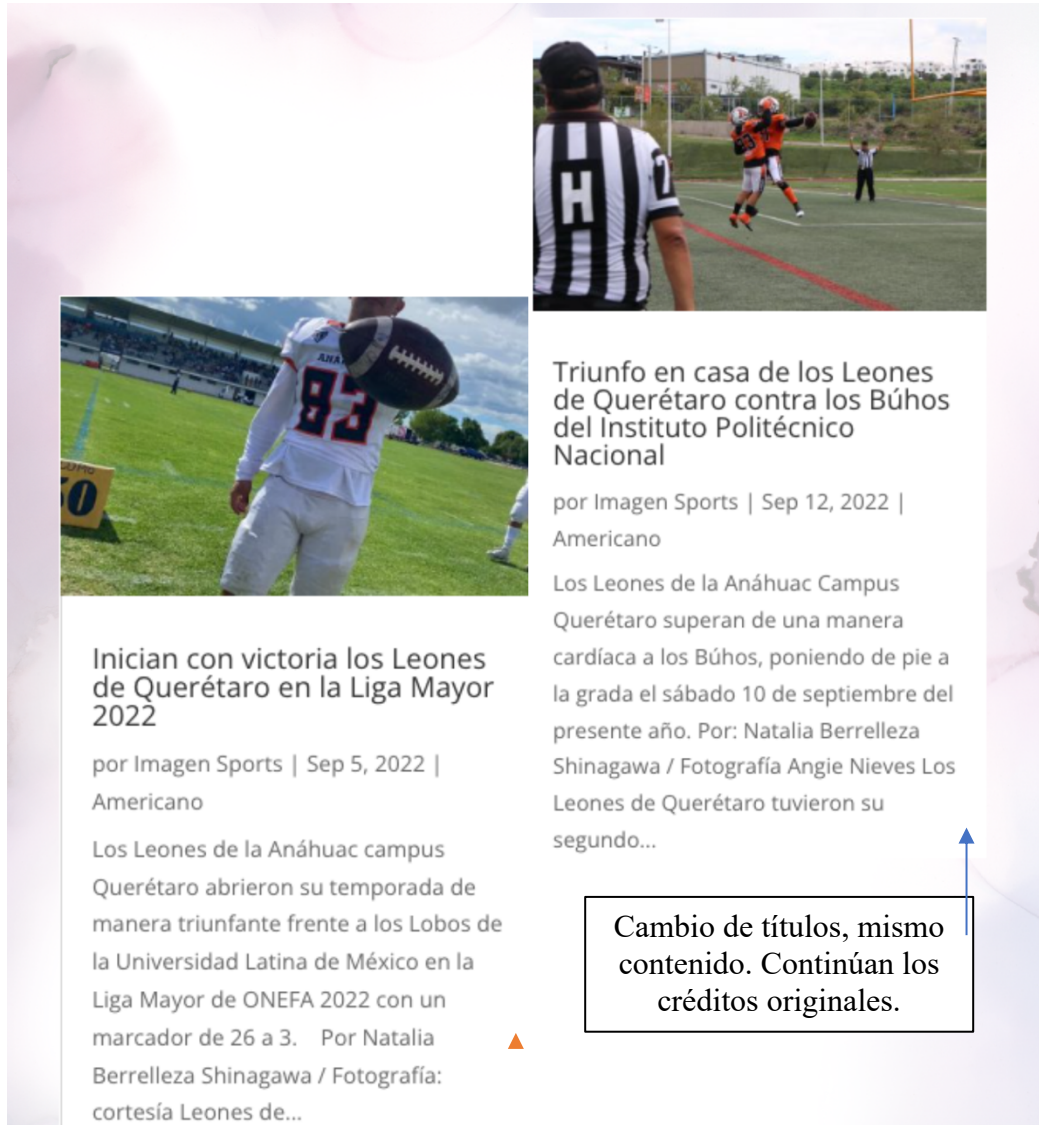 H
83
50
Triunfo en casa de los Leones
de Querétaro contra los Búhos
del Instituto Politécnico
Nacional
por Imagen Sports | Sep 12, 2022 |
Americano
Los Leones de la Anáhuac Campus
Querétaro superan de una manera
cardíaca a los Búhos, poniendo de pie a
la grada el sábado 10 de septiembre del
presente año. Por: Natalia Berrelleza
Shinagawa / Fotografía Angie Nieves Los
Leones de Querétaro tuvieron su
segundo...
Inician con victoria los Leones
de Querétaro en la Liga Mayor
2022
por Imagen Sports | Sep 5, 2022 |
Americano
Los Leones de la Anáhuac campus
Querétaro abrieron su temporada de
manera triunfante frente a los Lobos de
la Universidad Latina de México en la
Liga Mayor de ONEFA 2022 con un
marcador de 26 a 3. Por Natalia
Berrelleza Shinagawa / Fotografía:
cortesía Leones de...
Cambio de títulos, mismo
contenido. Continúan los
créditos originales.